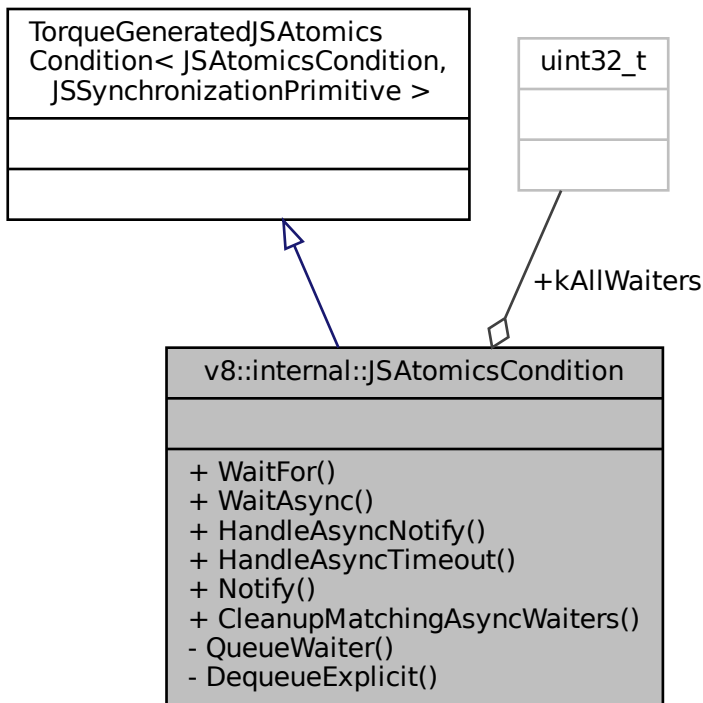 TorqueGeneratedJSAtomics
Condition< JSAtomicsCondition,
JSSynchronizationPrimitive >
uint32_t
+kAllWaiters
v8::internal::JSAtomicsCondition
+ WaitFor()
+ WaitAsync()
+ HandleAsyncNotify()
+ HandleAsyncTimeout()
+ Notify()
+ CleanupMatchingAsyncWaiters()
- QueueWaiter()
- DequeueExplicit()